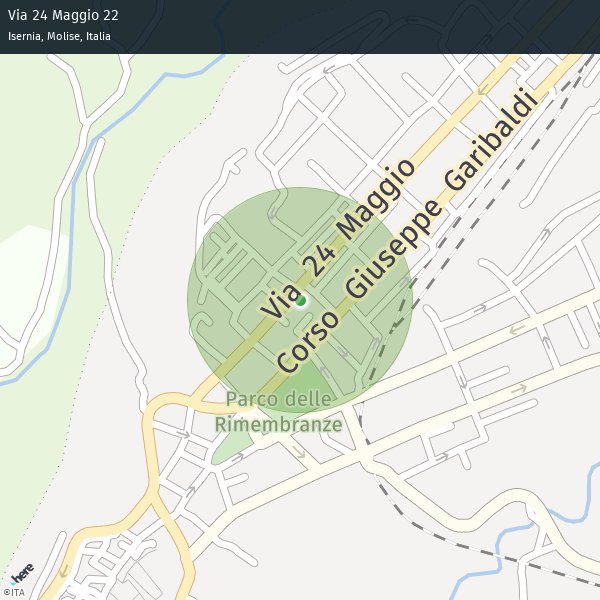 Via 24 Maggio 22
Isernia, Molise, Italia
Via 24 Maggio
Corso Giuseppe Garibaldi
Parco delle
Rimembranze
here
©ITA